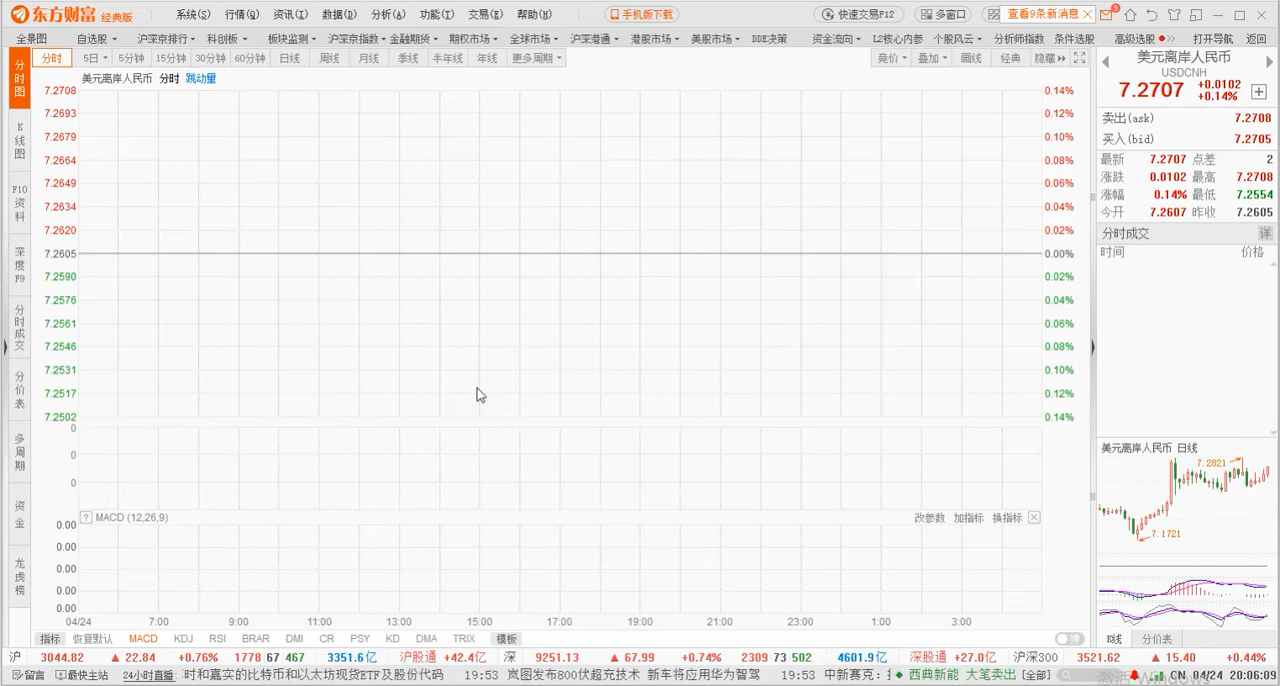 东方财富 经典版 系统(S) 行情(Q) 资讯(I) 数据(D) 分析(A) 功能(T) 交易(E) 帮助(H) 手机版下载 快速交易F12 多窗口 查看9条新消息 9
全景图 自选股 沪深京排行 科创板 板块监测 沪深京指数 金融期货 期权市场 全球市场 沪深港通 港股市场 美股市场 DDE决策 资金流向 L2核心内参 个股风云 分析师指数 条件选股 高级选股 打开导航 返回
分时 5日 5分钟 15分钟 30分钟 60分钟 日线 周线 月线 季线 半年线 年线 更多周期 竞价 叠加 画线 经典 隐藏
分时图
K线图
F10资料
深度F9
分时成交
分价表
多周期
资金
龙虎榜
美元离岸人民币 分时 跳动量
7.2708 0.14%
7.2693 0.12%
7.2679 0.10%
7.2664 0.08%
7.2649 0.06%
7.2634 0.04%
7.2620 0.02%
7.2605 0.00%
7.2590 0.02%
7.2576 0.04%
7.2561 0.06%
7.2546 0.08%
7.2531 0.10%
7.2517 0.12%
7.2502 0.14%
0
0
0
? MACD (12,26,9) 改参数 加指标 换指标
0.00
0.00
0.00
0.00
0.00
04/24 7:00 9:00 11:00 13:00 15:00 17:00 19:00 21:00 23:00 1:00 3:00
指标 恢复默认 MACD KDJ RSI BRAR DMI CR PSY KD DMA TRIX 模板
美元离岸人民币
USDCNH
7.2707 +0.0102
+0.14%
卖出(ask) 7.2708
买入(bid) 7.2705
最新 7.2707 点差 2
涨跌 0.0102 最高 7.2708
涨幅 0.14% 最低 7.2554
今开 7.2607 昨收 7.2605
分时成交 详
时间 价格
美元离岸人民币 日线
7.2821
7.1721
K线 分价表
沪 3044.82 ▲ 22.84 +0.76% 1778 67 467 3351.6亿 沪股通 +42.4亿 深 9251.13 ▲ 67.99 +0.74% 2309 73 502 4601.9亿 深股通 +27.0亿 沪深300 3521.62 ▲ 15.40 +0.44%
留言 最快主站 24小时直播 时和嘉实的比特币和以太坊现货ETF及股份代码 19:53 岚图发布800伏超充技术 新车将应用华为智驾 19:53 中新赛克: 西典新能 大笔卖出 [全部] CN 04/24 20:06:09